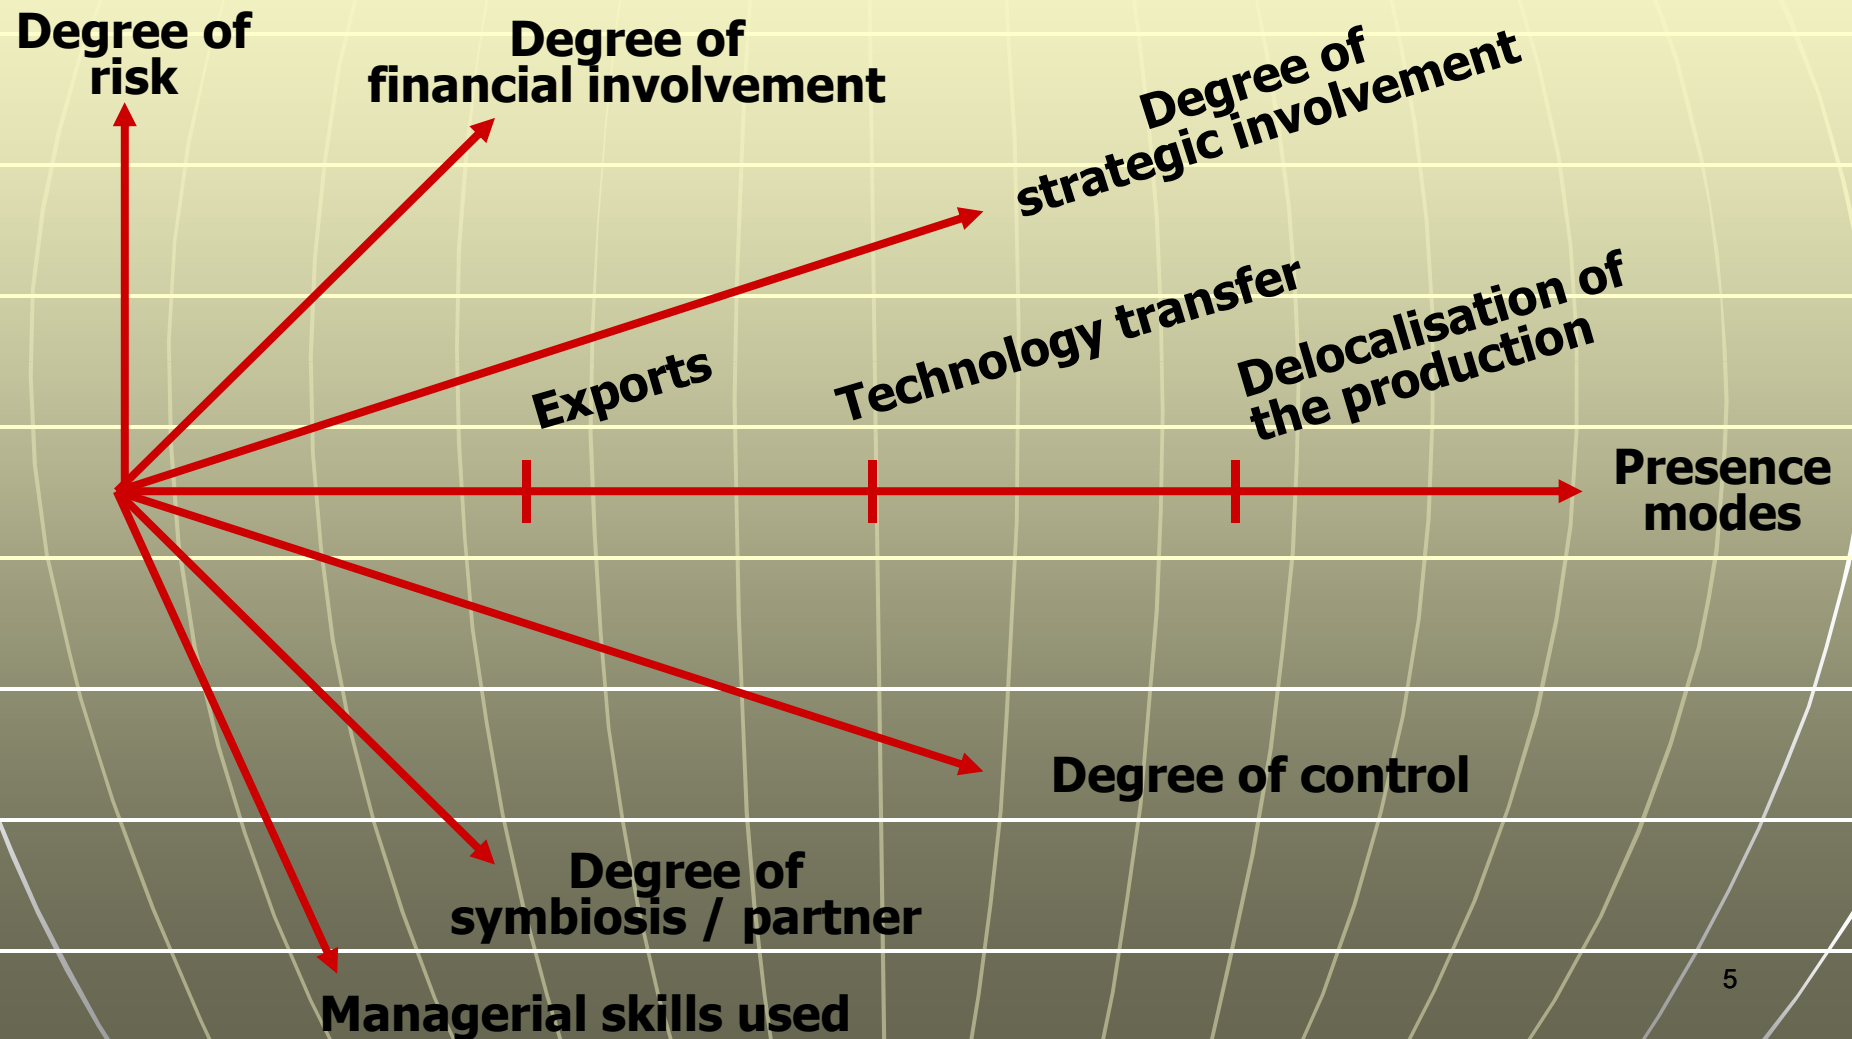 Degree of
risk
Degree of
financial involvement
Degree of
strategic involvement
Exports
Technology transfer
Delocalisation of
the production
Presence
modes
Degree of control
Degree of
symbiosis / partner
Managerial skills used
5